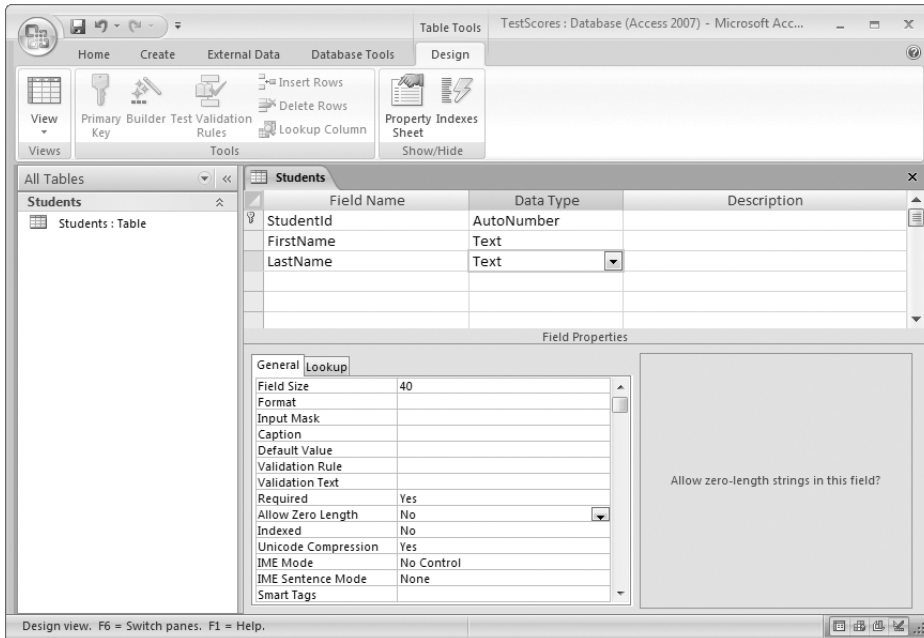 Table Tools
TestScores : Database (Access 2007) - Microsoft Acc...
Home Create External Data Database Tools Design
View
Primary Key
Builder
Test Validation Rules
Insert Rows
Delete Rows
Lookup Column
Property Sheet
Indexes
Views Tools Show/Hide
All Tables
Students
Students : Table
Students
Field Name Data Type Description
StudentId AutoNumber
FirstName Text
LastName Text
Field Properties
General Lookup
Field Size 40
Format
Input Mask
Caption
Default Value
Validation Rule
Validation Text
Required Yes
Allow Zero Length No
Indexed No
Unicode Compression Yes
IME Mode No Control
IME Sentence Mode None
Smart Tags
Allow zero-length strings in this field?
Design view. F6 = Switch panes. F1 = Help.